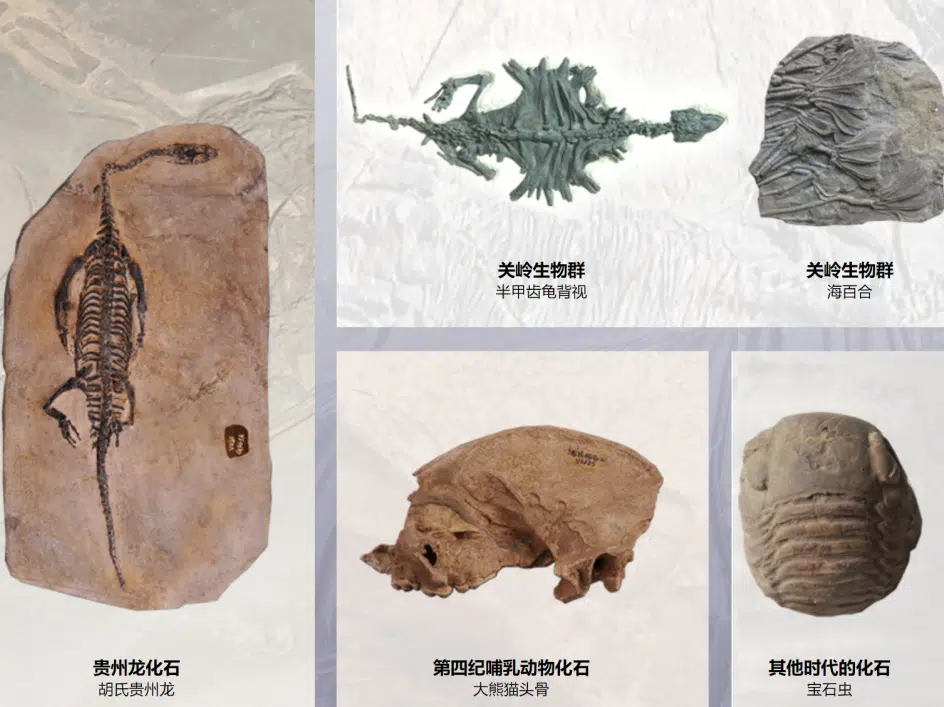 关岭生物群
半甲齿龟背视
关岭生物群
海百合
贵州龙化石
胡氏贵州龙
第四纪哺乳动物化石
大熊猫头骨
其他时代的化石
宝石虫